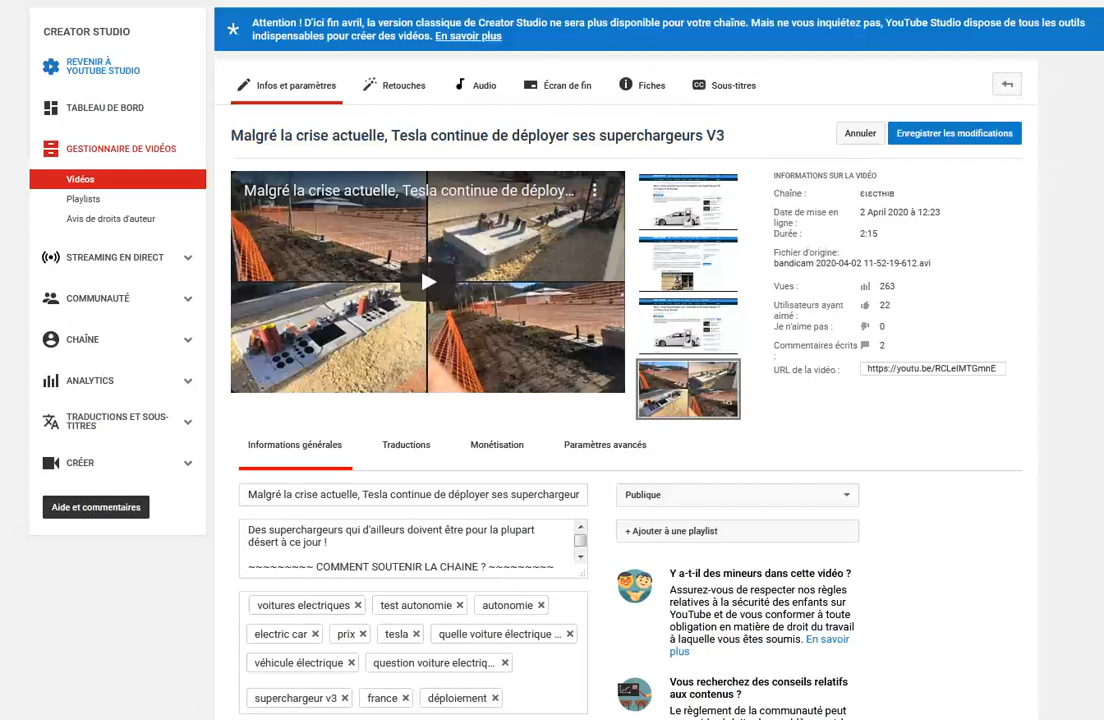 CREATOR STUDIO
REVENIR À
YOUTUBE STUDIO
TABLEAU DE BORD
GESTIONNAIRE DE VIDÉOS
Vidéos
Playlists
Avis de droits d'auteur
STREAMING EN DIRECT
COMMUNAUTÉ
CHAÎNE
ANALYTICS
TRADUCTIONS ET SOUS-
TITRES
CRÉER
Aide et commentaires
Attention ! D'ici fin avril, la version classique de Creator Studio ne sera plus disponible pour votre chaîne. Mais ne vous inquiétez pas, YouTube Studio dispose de tous les outils
indispensables pour créer des vidéos. En savoir plus
Infos et paramètres
Retouches
Audio
Écran de fin
Fiches
CC Sous-titres
Malgré la crise actuelle, Tesla continue de déployer ses superchargeurs V3
Annuler
Enregistrer les modifications
Malgré la crise actuelle, Tesla continue de déploy...
INFORMATIONS SUR LA VIDÉO
Chaîne : ELECTHIB
Date de mise en 2 April 2020 à 12:23
ligne :
Durée : 2:15
Fichier d'origine:
bandicam 2020-04-02 11-52-19-612.avi
Vues : 263
Utilisateurs ayant 22
aimé :
Je n'aime pas : 0
Commentaires écrits 2
:
URL de la vidéo : https://youtu.be/RCLeIMTGmnE
Informations générales
Traductions
Monétisation
Paramètres avancés
Malgré la crise actuelle, Tesla continue de déployer ses superchargeur
Des superchargeurs qui d'ailleurs doivent être pour la plupart
désert à ce jour !
~~~~~~~~~ COMMENT SOUTENIR LA CHAINE ? ~~~~~~~~~
voitures electriques ×
test autonomie ×
autonomie ×
electric car ×
prix ×
tesla ×
quelle voiture électrique ... ×
véhicule électrique ×
question voiture electriq... ×
superchargeur v3 ×
france ×
déploiement ×
Publique
+ Ajouter à une playlist
Y a-t-il des mineurs dans cette vidéo ?
Assurez-vous de respecter nos règles
relatives à la sécurité des enfants sur
YouTube et de vous conformer à toute
obligation en matière de droit du travail
à laquelle vous êtes soumis. En savoir
plus
Vous recherchez des conseils relatifs
aux contenus ?
Le règlement de la communauté peut